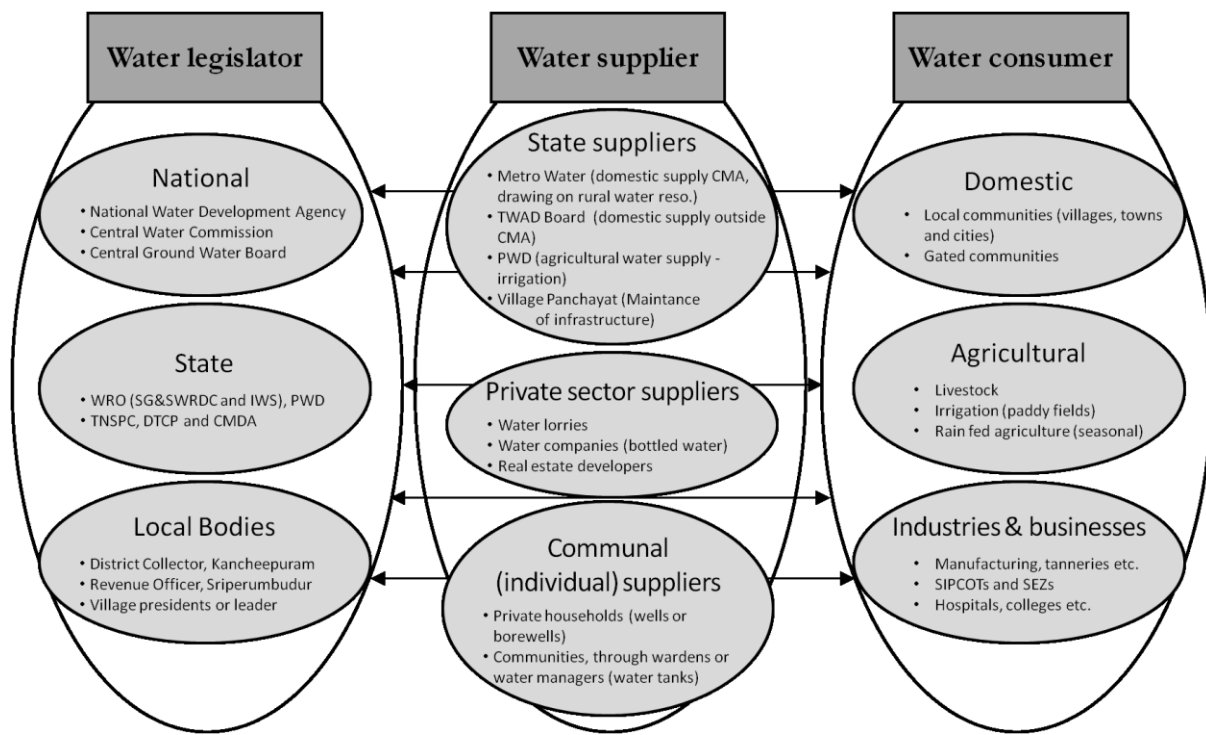 Water legislator
National
• National Water Development Agency
• Central Water Commission
• Central Ground Water Board
State
• WRO (SG&SWRDC and IWS), PWD
• TNSPC, DTCP and CMDA
Local Bodies
• District Collector, Kancheepuram
• Revenue Officer, Sriperumbudur
• Village presidents or leader
Water supplier
State suppliers
• Metro Water (domestic supply CMA,
drawing on rural water reso.)
• TWAD Board (domestic supply outside
CMA)
• PWD (agricultural water supply -
irrigation)
• Village Panchayat (Maintance
of infrastructure)
Private sector suppliers
• Water lorries
• Water companies (bottled water)
• Real estate developers
Communal
(individual) suppliers
• Private households (wells or
borewells)
• Communities, through wardens or
water managers (water tanks)
Water consumer
Domestic
• Local communities (villages, towns
and cities)
• Gated communities
Agricultural
• Livestock
• Irrigation (paddy fields)
• Rain fed agriculture (seasonal)
Industries & businesses
• Manufacturing, tanneries etc.
• SIPCOTs and SEZs
• Hospitals, colleges etc.